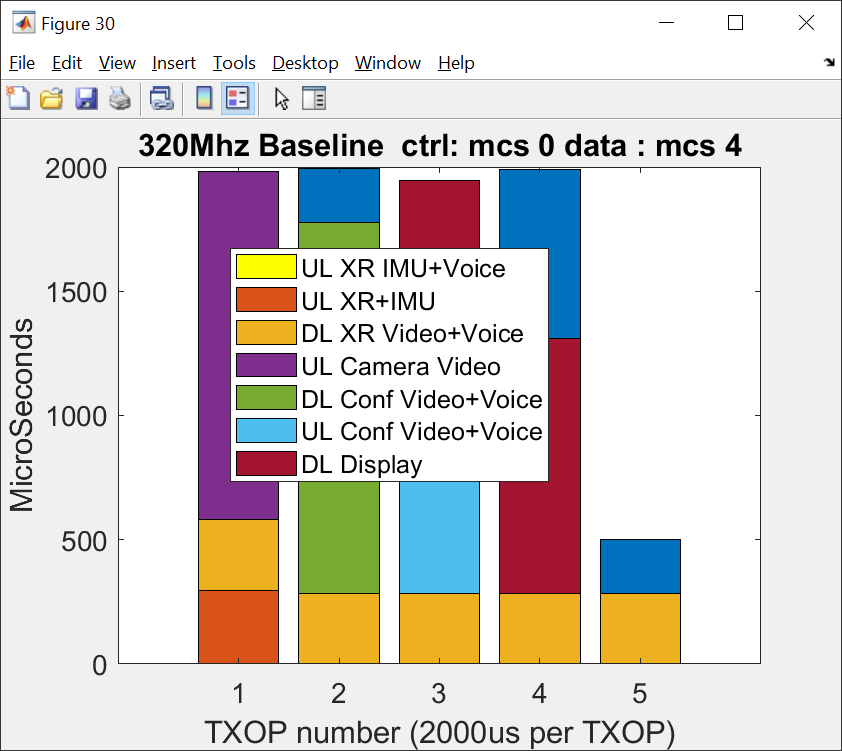 Figure 30
File Edit View Insert Tools Desktop Window Help
320Mhz Baseline  ctrl: mcs 0 data : mcs 4
2000
1500
1000
500
0
MicroSeconds
UL XR IMU+Voice
UL XR+IMU
DL XR Video+Voice
UL Camera Video
DL Conf Video+Voice
UL Conf Video+Voice
DL Display
1 2 3 4 5
TXOP number (2000us per TXOP)